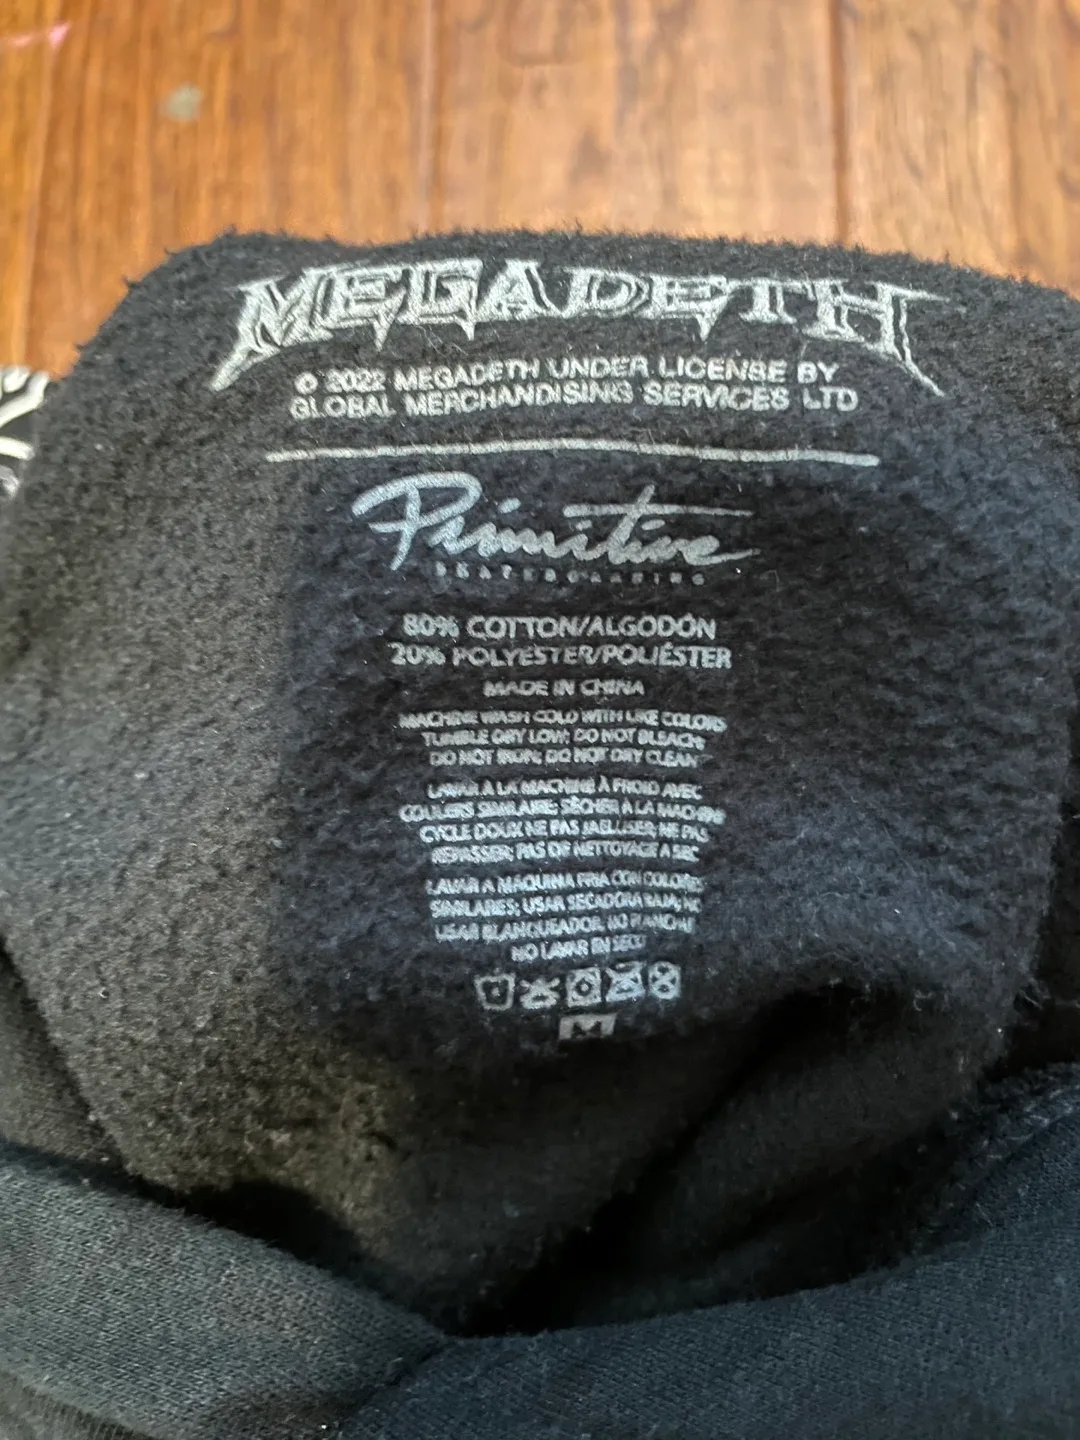 MEGADETH
© 2022 MEGADETH UNDER LICENSE BY
GLOBAL MERCHANDISING SERVICES LTD
Primitive
SKATEBOARDING
80% COTTON/ALGODÓN
20% POLYESTER/POLIÉSTER
MADE IN CHINA
MACHINE WASH COLD WITH LIKE COLORS
TUMBLE DRY LOW; DO NOT BLEACH;
DO NOT IRON; DO NOT DRY CLEAN
LAVAR À LA MACHINE À FROID AVEC
COULEURS SIMILAIRE; SÉCHER À LA MACHINE
CYCLE DOUX NE PAS JAELLISER; NE PAS
REPASSER; PAS DE NETTOYAGE A SEC
LAVAR A MÁQUINA FRIA CON COLORES
SIMILARES; USAR SECADORA BAJA; NO
USAR BLANQUEADOR; NO PLANCHAR
NO LAVAR EN SECO
M